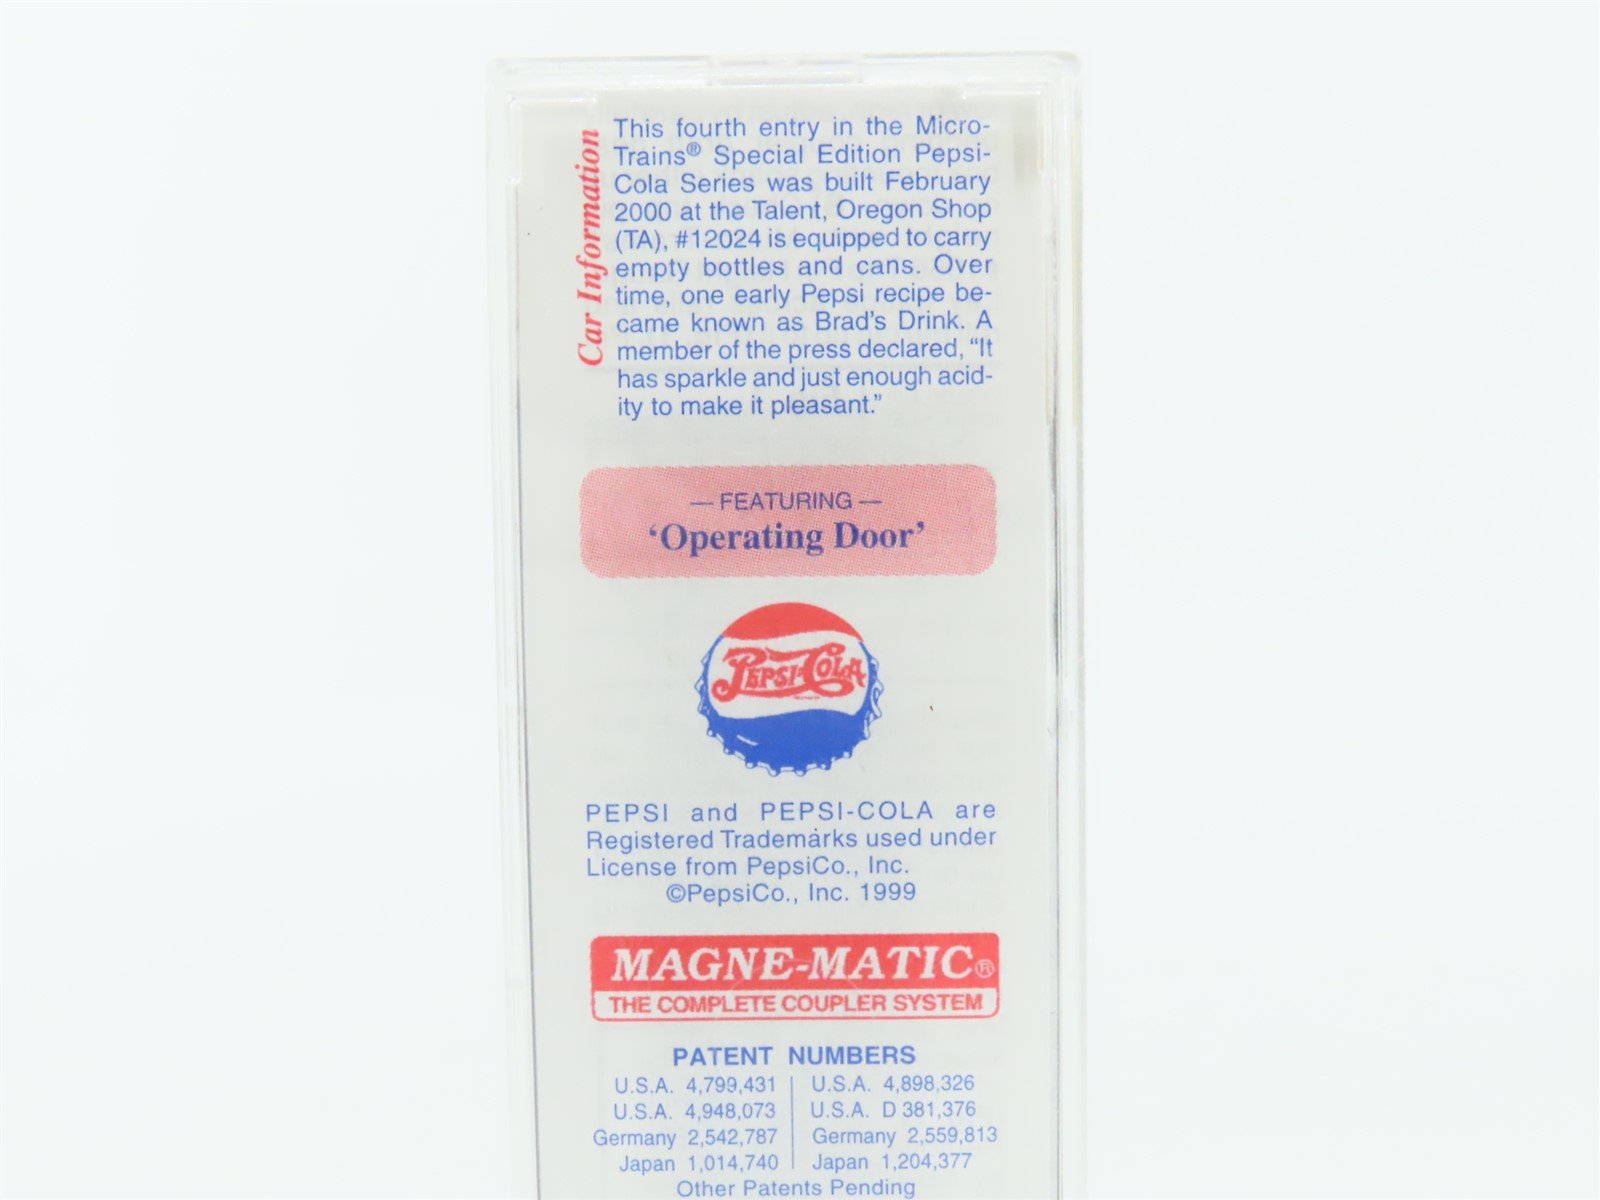 Car Information
This fourth entry in the Micro-
Trains® Special Edition Pepsi-
Cola Series was built February
2000 at the Talent, Oregon Shop
(TA), #12024 is equipped to carry
empty bottles and cans. Over
time, one early Pepsi recipe be-
came known as Brad's Drink. A
member of the press declared, "It
has sparkle and just enough acid-
ity to make it pleasant."
— FEATURING —
'Operating Door'
PEPSI-COLA
PEPSI and PEPSI-COLA are
Registered Trademarks used under
License from PepsiCo., Inc.
©PepsiCo., Inc. 1999
MAGNE-MATIC®
THE COMPLETE COUPLER SYSTEM
PATENT NUMBERS
U.S.A. 4,799,431 | U.S.A. 4,898,326
U.S.A. 4,948,073 | U.S.A. D 381,376
Germany 2,542,787 | Germany 2,559,813
Japan 1,014,740 | Japan 1,204,377
Other Patents Pending